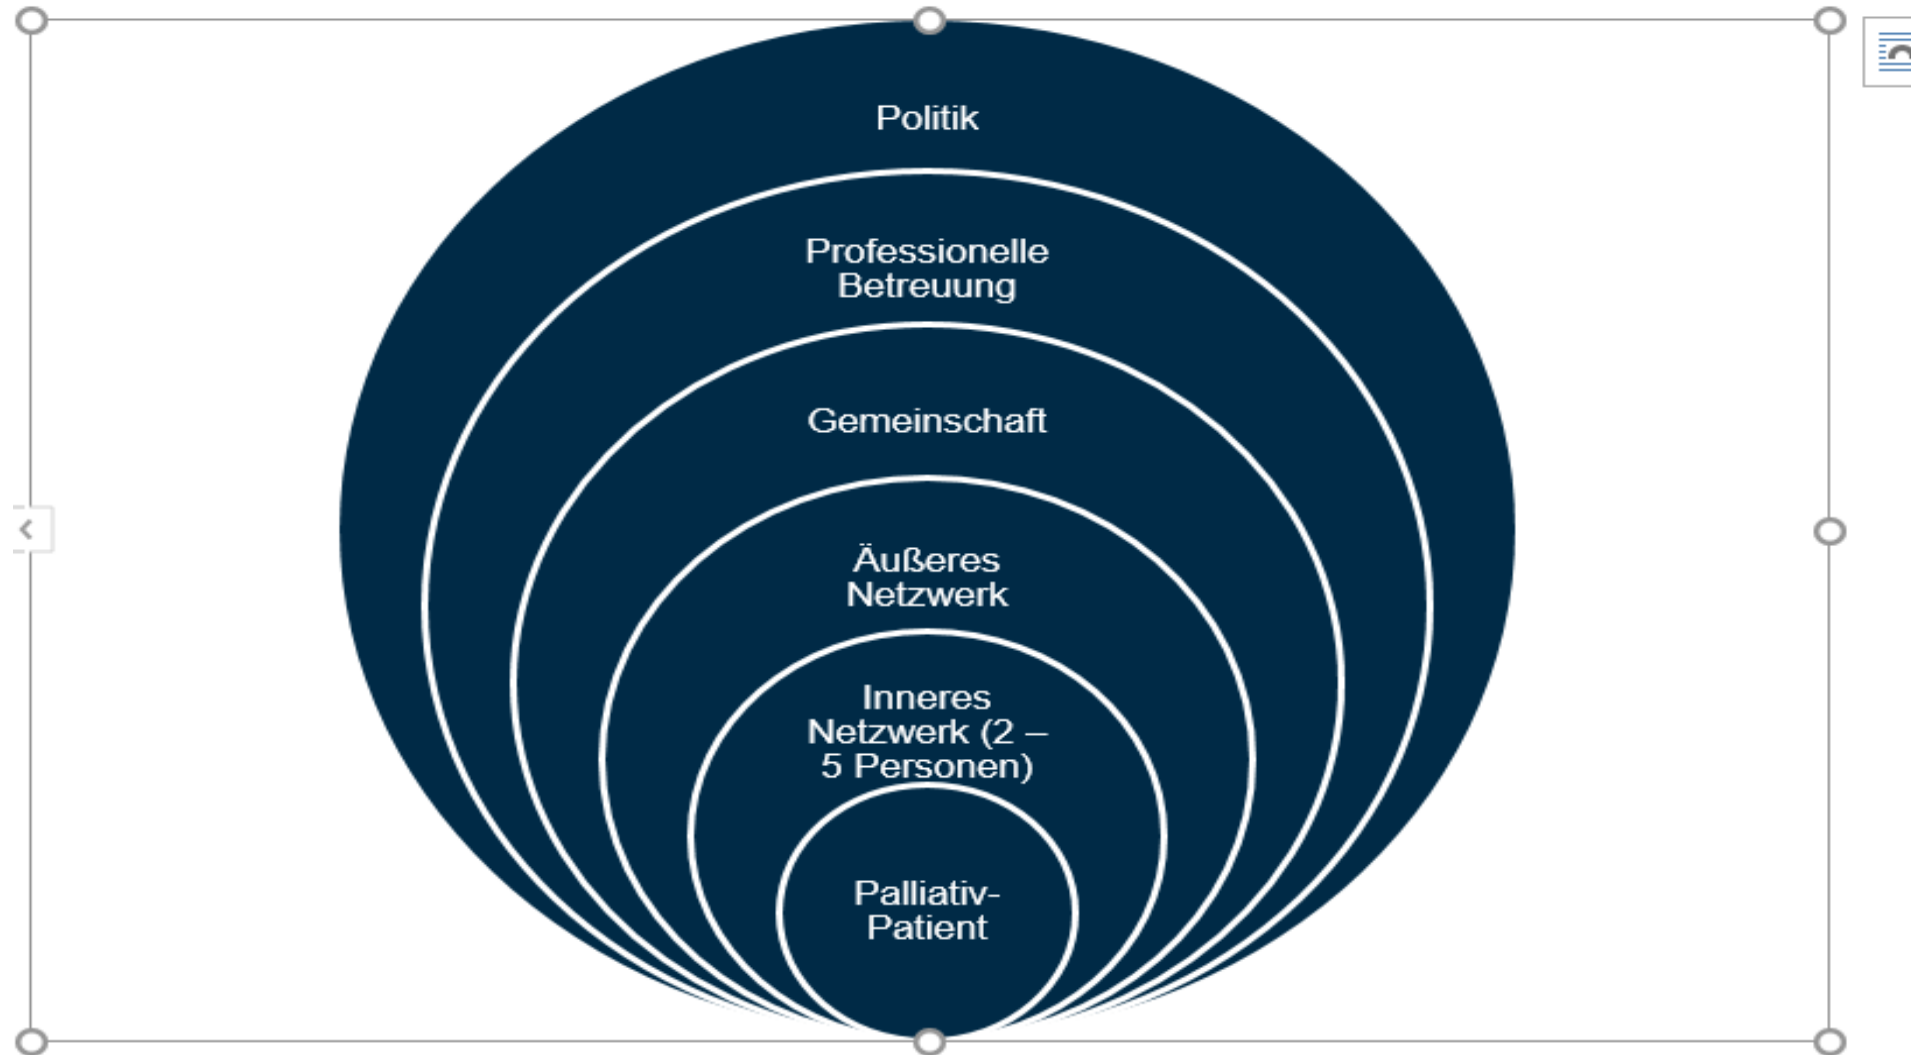 Politik
Professionelle
Betreuung
Gemeinschaft
Äußeres
Netzwerk
Inneres
Netzwerk (2 –
5 Personen)
Palliativ-
Patient